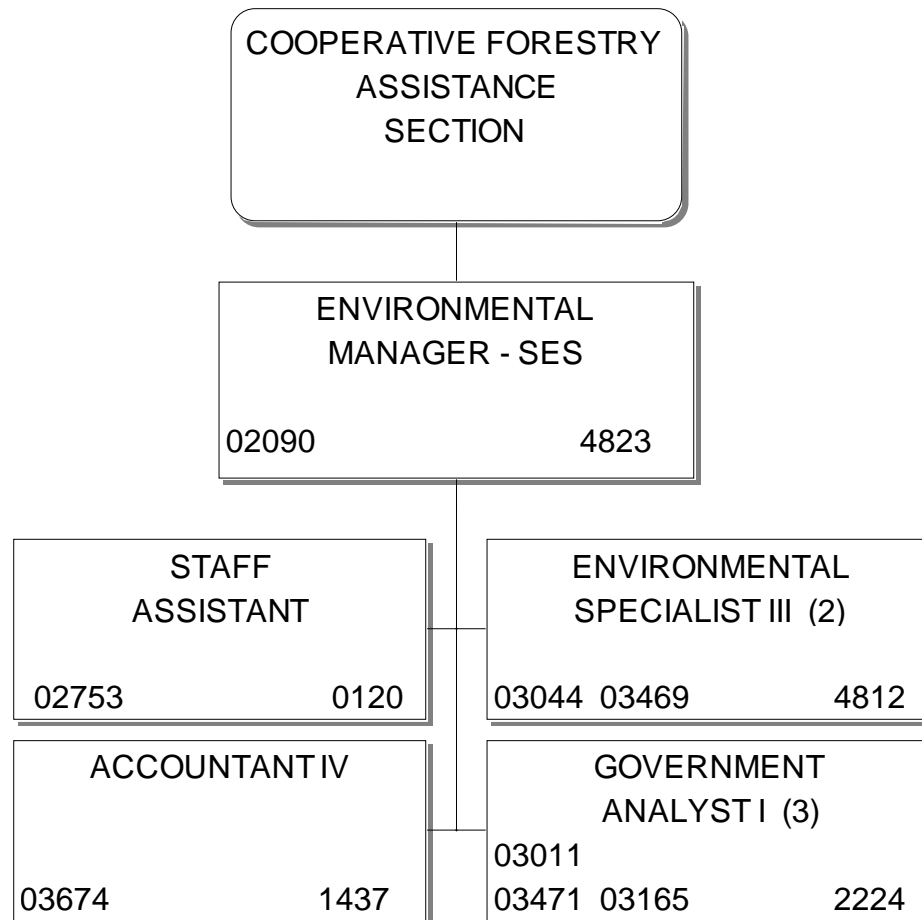 COOPERATIVE FORESTRY
ASSISTANCE
SECTION
ENVIRONMENTAL
MANAGER - SES
02090 4823
STAFF
ASSISTANT
02753 0120
ENVIRONMENTAL
SPECIALIST III (2)
03044 03469 4812
ACCOUNTANT IV
03674 1437
GOVERNMENT
ANALYST I (3)
03011
03471 03165 2224